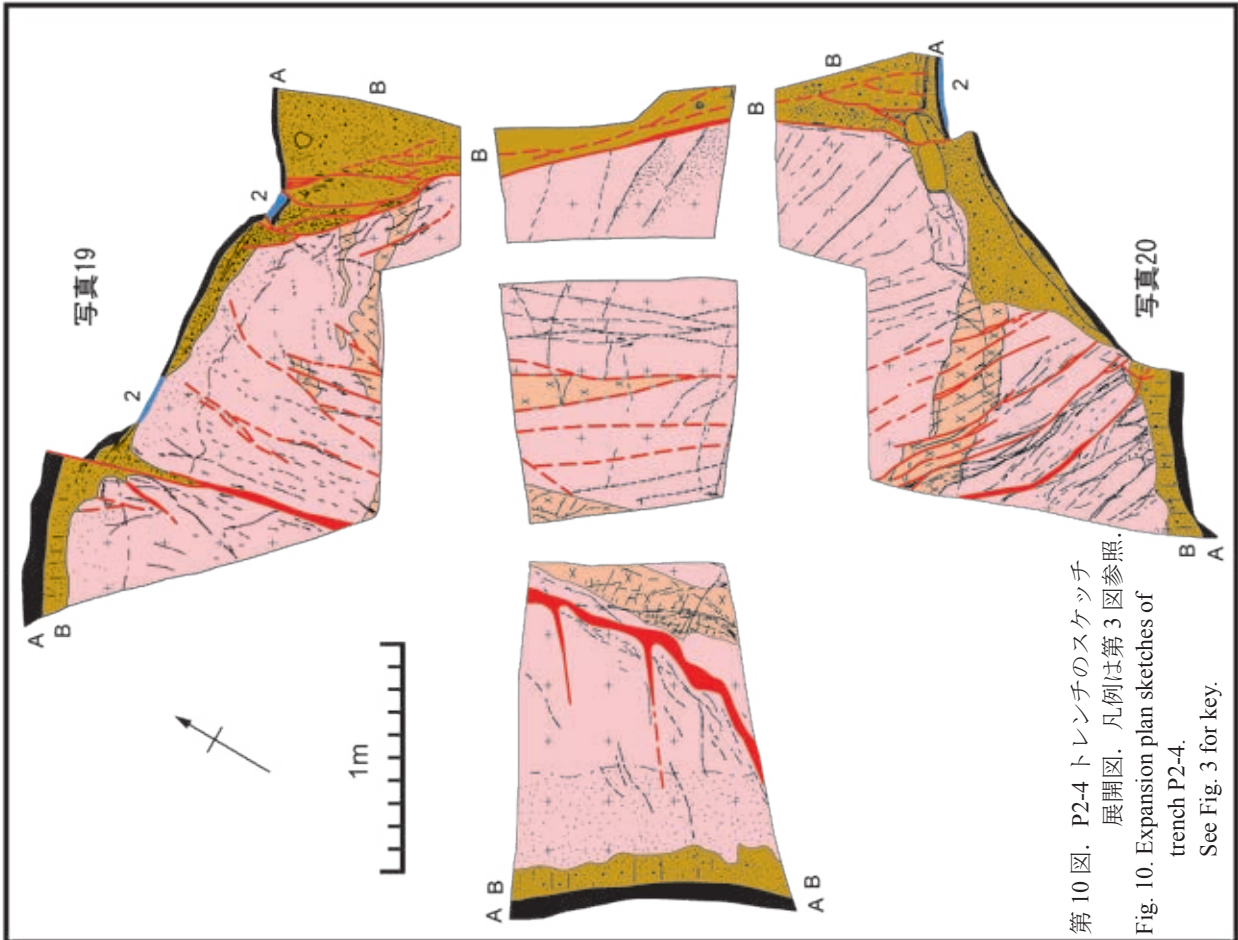 写真19
A
B
2
2
A
B
B
B
1m
A B
A B
B
A
2
写真20
B
A
第 10 図．P2-4 トレンチのスケッチ
展開図．凡例は第 3 図参照．
Fig. 10. Expansion plan sketches of
trench P2-4.
See Fig. 3 for key.